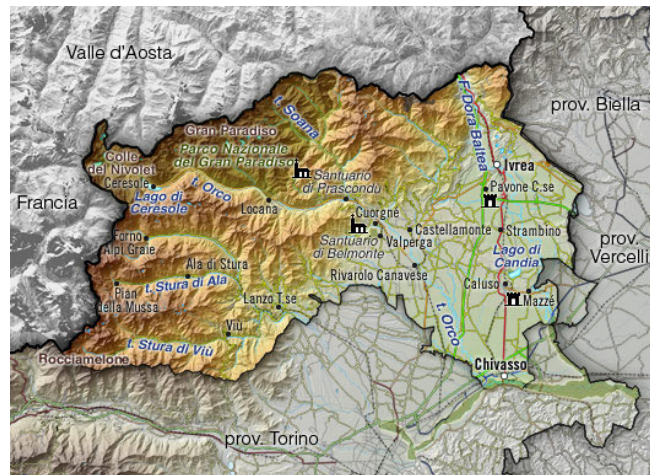 Valle d'Aosta
prov. Biella
t. Soana
F. Dora Baltea
Gran Paradiso
Parco Nazionale
del Gran Paradiso
Colle
del Nivolet
Ceresole
Ivrea
Santuario
di Prascondù
Pavone C.se
Francia
Lago di
Ceresole
t. Orco
Locana
Cuorgnè
Castellamonte
Strambino
Valperga
Santuario
di Belmonte
Forno
Alpi Graie
prov.
Vercelli
Lago di
Candia
Ala di Stura
t. Stura di Ala
Rivarolo Canavese
Caluso
Mazzé
Pian
della Mussa
Lanzo T.se
t. Orco
Viù
t. Stura di Viù
Rocciamelone
Chivasso
prov. Torino